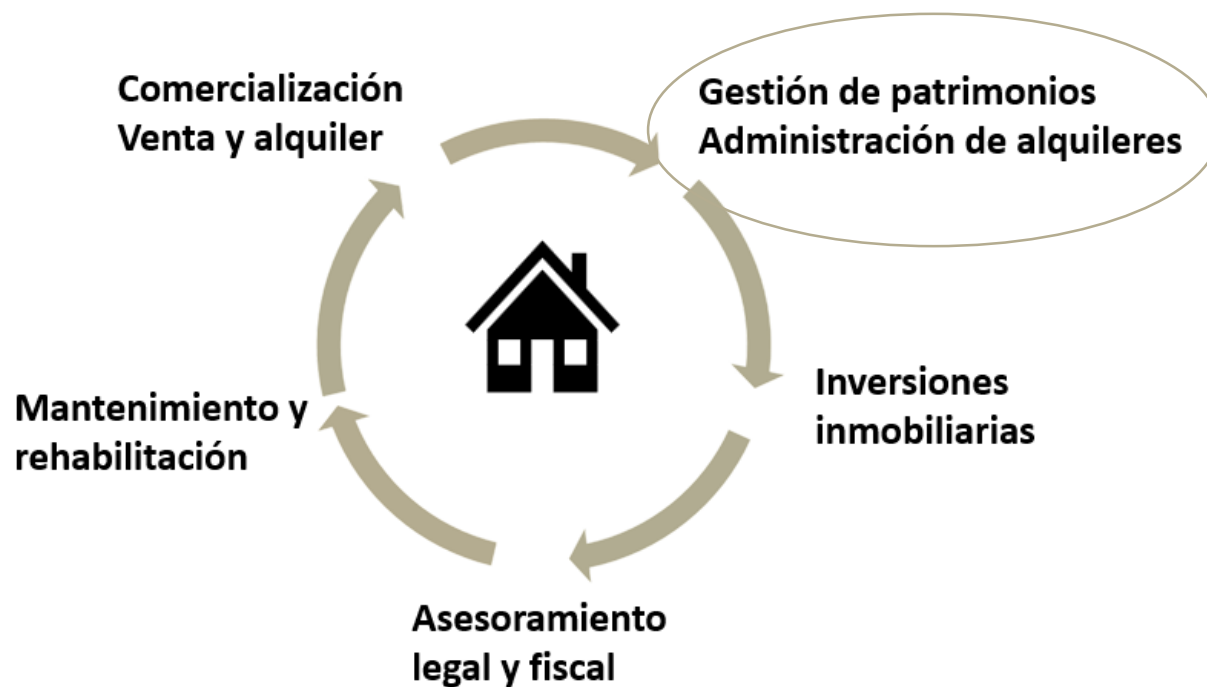 Comercialización
Venta y alquiler
Gestión de patrimonios
Administración de alquileres
Inversiones
inmobiliarias
Asesoramiento
legal y fiscal
Mantenimiento y
rehabilitación